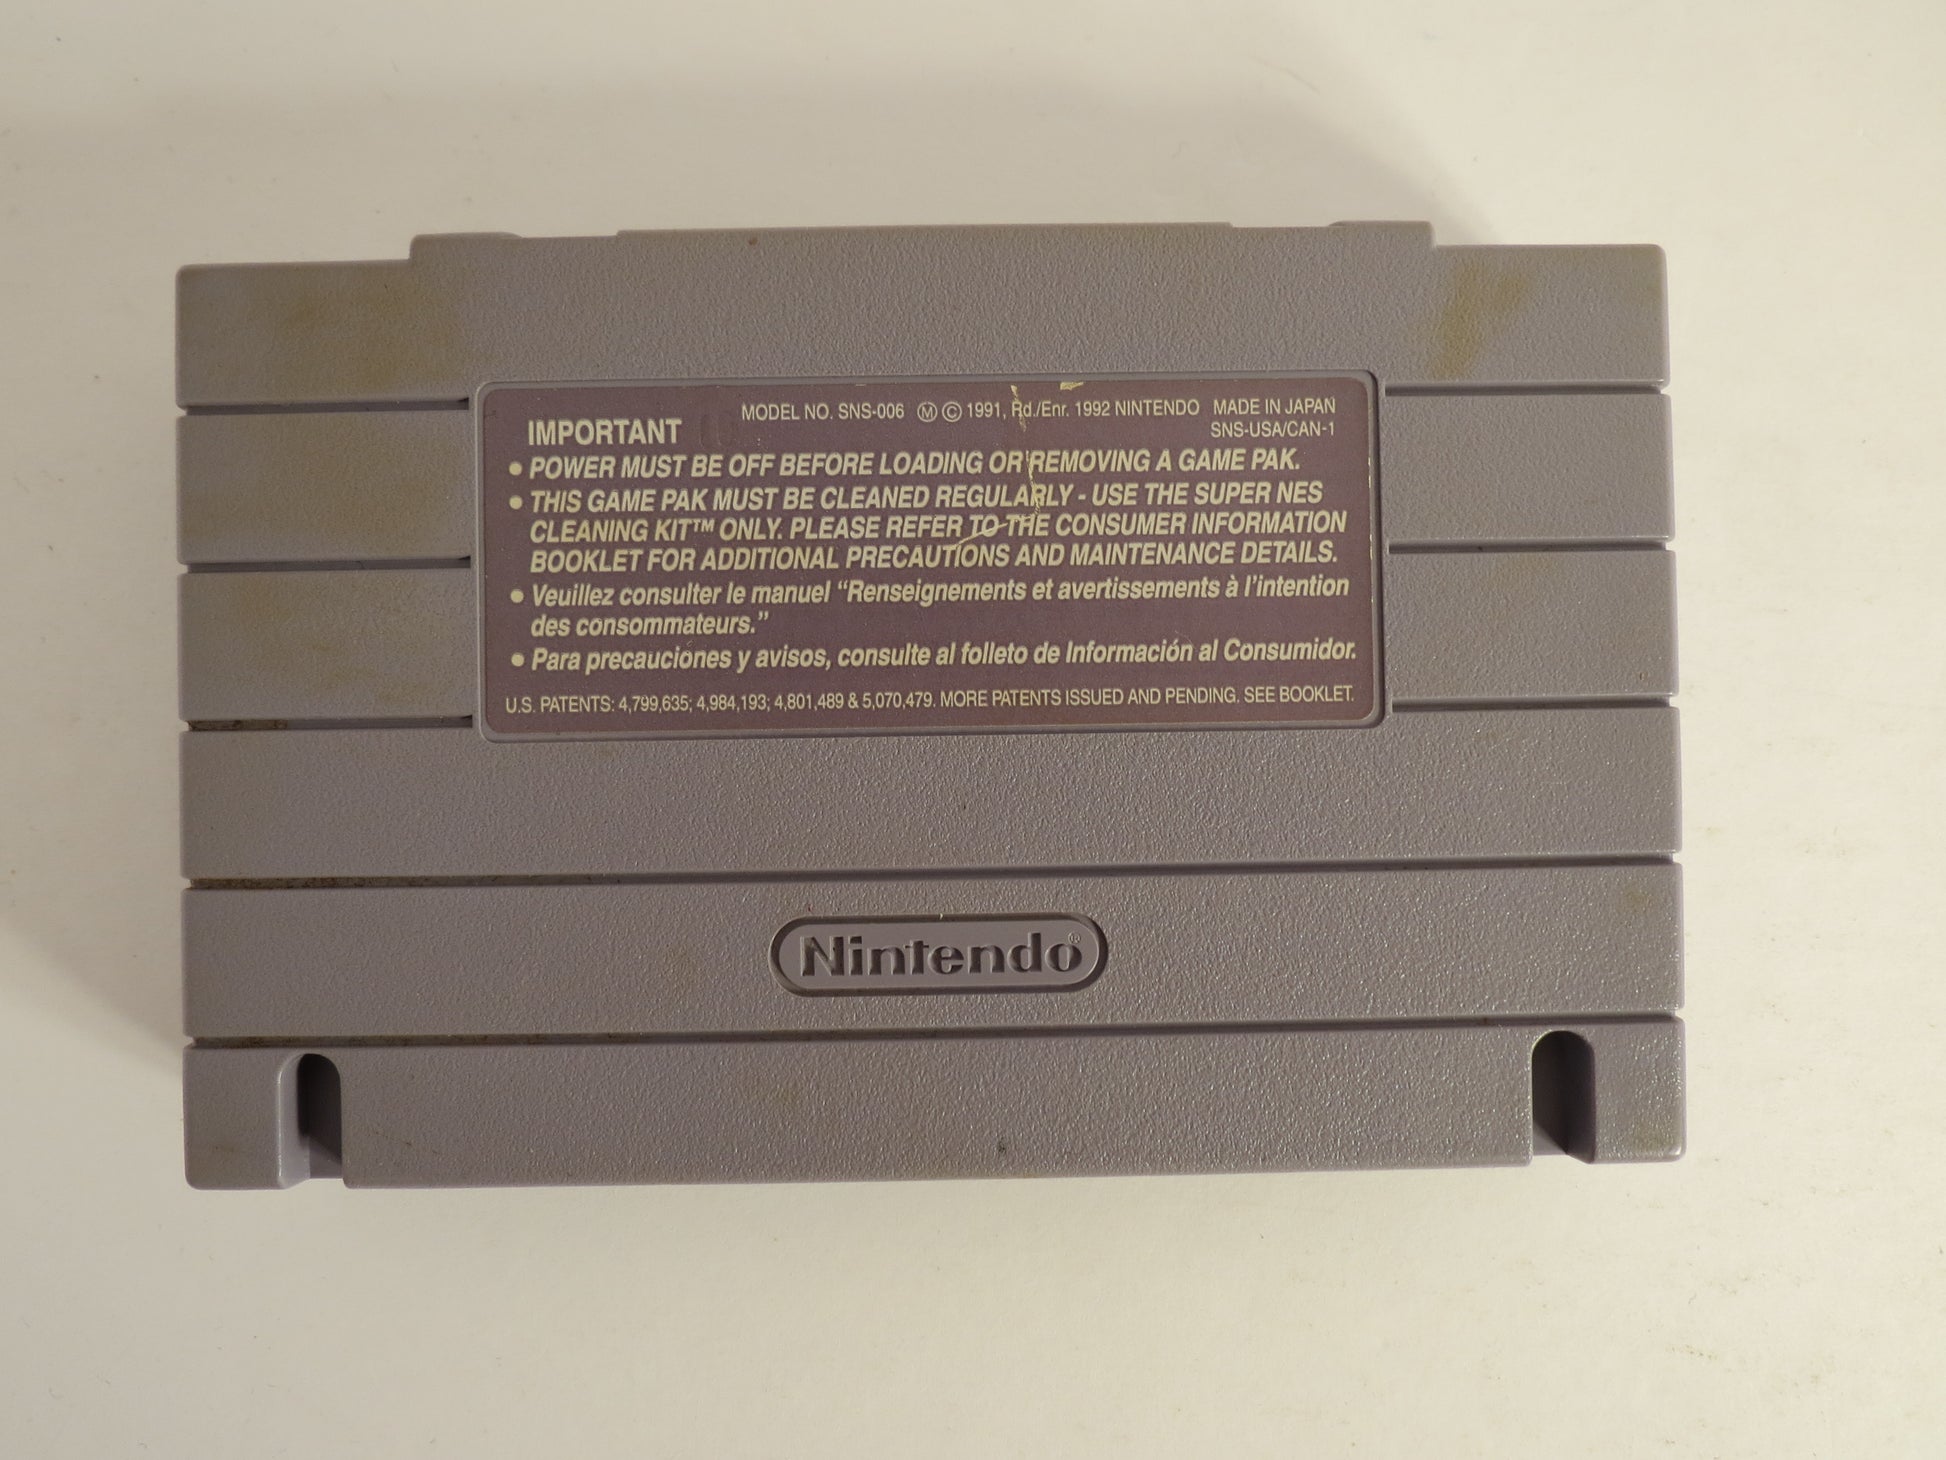 MODEL NO. SNS-006 Ⓜ © 1991, Rd./Enr. 1992 NINTENDO MADE IN JAPAN
IMPORTANT SNS-USA/CAN-1
• POWER MUST BE OFF BEFORE LOADING OR REMOVING A GAME PAK.
• THIS GAME PAK MUST BE CLEANED REGULARLY - USE THE SUPER NES
CLEANING KIT™ ONLY. PLEASE REFER TO THE CONSUMER INFORMATION
BOOKLET FOR ADDITIONAL PRECAUTIONS AND MAINTENANCE DETAILS.
• Veuillez consulter le manuel “Renseignements et avertissements à l’intention
des consommateurs.”
• Para precauciones y avisos, consulte al folleto de Información al Consumidor.
U.S. PATENTS: 4,799,635; 4,984,193; 4,801,489 & 5,070,479. MORE PATENTS ISSUED AND PENDING. SEE BOOKLET.
Nintendo®